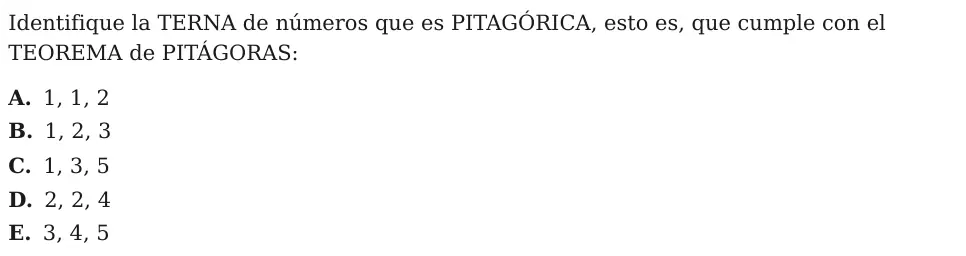 Identifique la TERNA de números que es PITAGÓRICA, esto es, que cumple con el
TEOREMA de PITÁGORAS:
A. 1, 1, 2
B. 1, 2, 3
C. 1, 3, 5
D. 2, 2, 4
E. 3, 4, 5